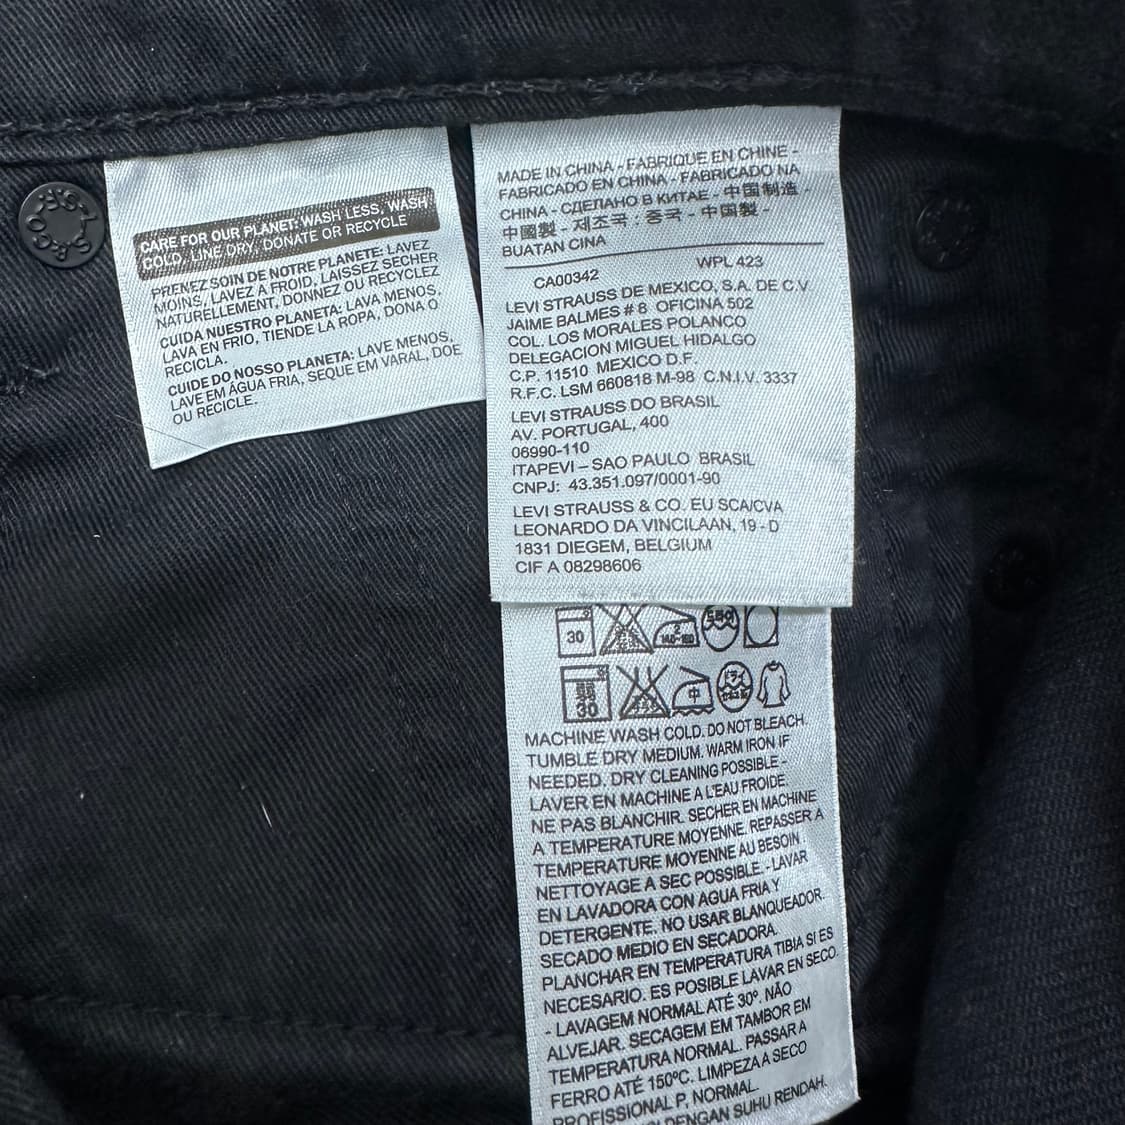 CARE FOR OUR PLANET: WASH LESS, WASH
COLD, LINE DRY, DONATE OR RECYCLE
PRENEZ SOIN DE NOTRE PLANETE: LAVEZ
MOINS, LAVEZ A FROID, LAISSEZ SECHER
NATURELLEMENT, DONNEZ OU RECYCLEZ
CUIDA NUESTRO PLANETA: LAVA MENOS,
LAVA EN FRIO, TIENDE LA ROPA, DONA O
RECICLA.
CUIDE DO NOSSO PLANETA: LAVE MENOS,
LAVE EM ÁGUA FRIA, SEQUE EM VARAL, DOE
OU RECICLE.
MADE IN CHINA - FABRIQUE EN CHINE -
FABRICADO EN CHINA - FABRICADO NA
CHINA - СДЕЛАНО В КИТАЕ - 中国制造 -
中國製 - 제조국 : 중국 - 中国製 -
BUATAN CINA
CA00342 WPL 423
LEVI STRAUSS DE MEXICO, S.A. DE C.V.
JAIME BALMES # 8 OFICINA 502
COL. LOS MORALES POLANCO
DELEGACION MIGUEL HIDALGO
C.P. 11510 MEXICO D.F.
R.F.C. LSM 660818 M-98 C.N.I.V. 3337
LEVI STRAUSS DO BRASIL
AV. PORTUGAL, 400
06990-110
ITAPEVI – SAO PAULO BRASIL
CNPJ: 43.351.097/0001-90
LEVI STRAUSS & CO. EU SCA/CVA
LEONARDO DA VINCILAAN, 19 - D
1831 DIEGEM, BELGIUM
CIF A 08298606
30
30 中 ドライ
MACHINE WASH COLD. DO NOT BLEACH.
TUMBLE DRY MEDIUM. WARM IRON IF
NEEDED. DRY CLEANING POSSIBLE -
LAVER EN MACHINE A L'EAU FROIDE.
NE PAS BLANCHIR. SECHER EN MACHINE
A TEMPERATURE MOYENNE. REPASSER A
TEMPERATURE MOYENNE AU BESOIN.
NETTOYAGE A SEC POSSIBLE. - LAVAR
EN LAVADORA CON AGUA FRIA Y
DETERGENTE. NO USAR BLANQUEADOR.
SECADO MEDIO EN SECADORA.
PLANCHAR EN TEMPERATURA TIBIA SI ES
NECESARIO. ES POSIBLE LAVAR EN SECO.
- LAVAGEM NORMAL ATÉ 30º. NÃO
ALVEJAR. SECAGEM EM TAMBOR EM
TEMPERATURA NORMAL. PASSAR A
FERRO ATÉ 150ºC. LIMPEZA A SECO
PROFISSIONAL P, NORMAL.
DENGAN SUHU RENDAH.